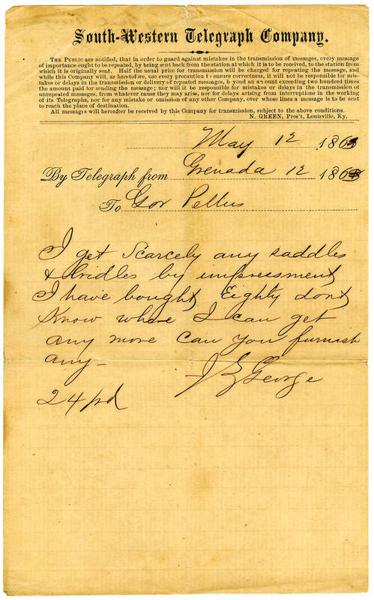 South-Western Telegraph Company.
THE PUBLIC are notified, that in order to guard against mistakes in the transmission of messages, every message
of importance ought to be repeated, by being sent back from the station at which it is to be received, to the station from
which it is originally sent. Half the usual price for transmission will be charged for repeating the message, and
while this Company will, as heretofore, use every precaution to ensure correctness, it will not be responsible for mis-
takes or delays in the transmission or delivery of repeated messages, beyond an amount exceeding two hundred times
the amount paid for sending the message; nor will it be responsible for mistakes or delays in the transmission of
unrepeated messages, from whatever cause they may arise, nor for delays arising from interruptions in the working
of its Telegraphs, nor for any mistake or omission of any other Company, over whose lines a message is to be sent
to reach the place of destination.
All messages will hereafter be received by this Company for transmission, subject to the above conditions.
N. GREEN, Pres't, Louisville, Ky.
May 12 1863
By Telegraph from Grenada 12 186
To Gov Pettus
I get scarcely any saddles
& bridles by impressment
I have bought Eighty dont
Know where I can get
any more can you furnish
any—
J Z George
24 pd